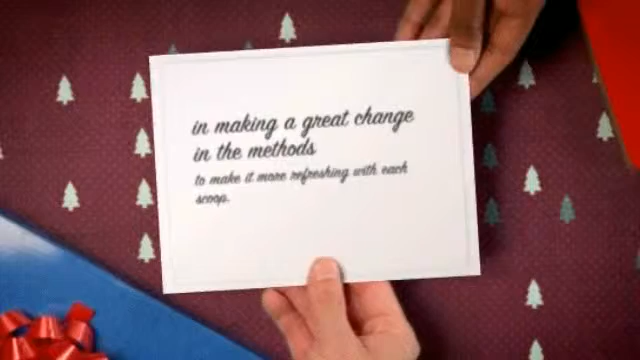 in making a great change
in the methods
to make it more refreshing with each
scoop.